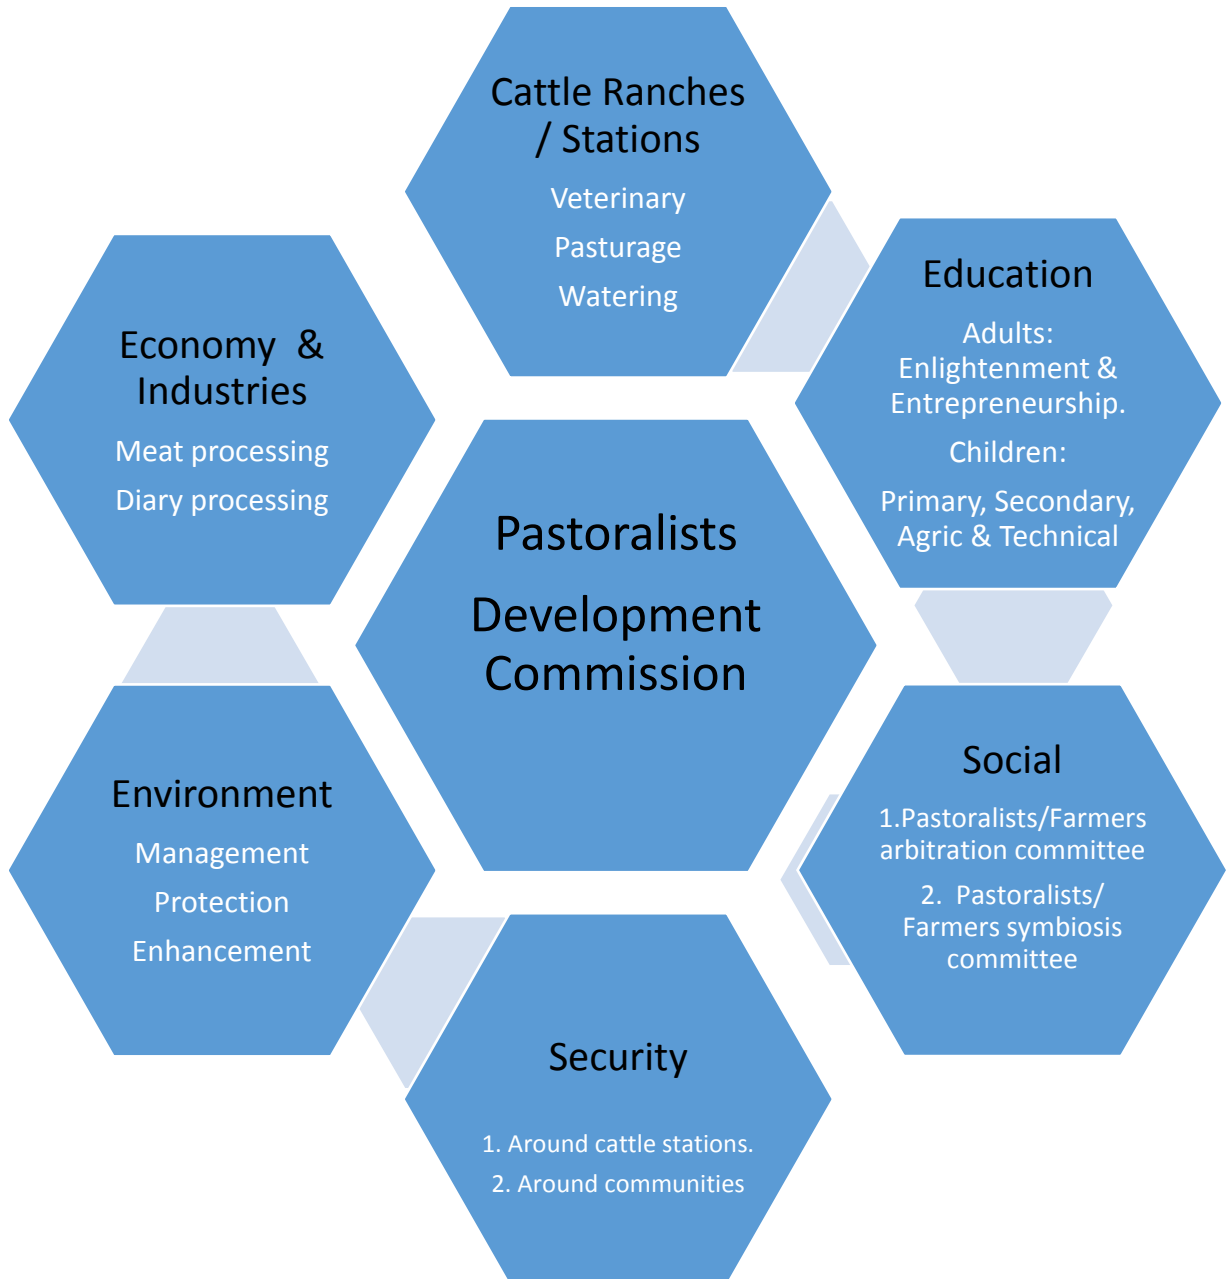 Cattle Ranches
/ Stations
Veterinary
Pasturage
Watering
Education
Adults:
Enlightenment &
Entrepreneurship.
Children:
Primary, Secondary,
Agric & Technical
Economy & 
Industries
Meat processing
Diary processing
Pastoralists
Development
Commission
Social
1.Pastoralists/Farmers
arbitration committee
2. Pastoralists/
Farmers symbiosis
committee
Environment
Management
Protection
Enhancement
Security
1. Around cattle stations.
2. Around communities